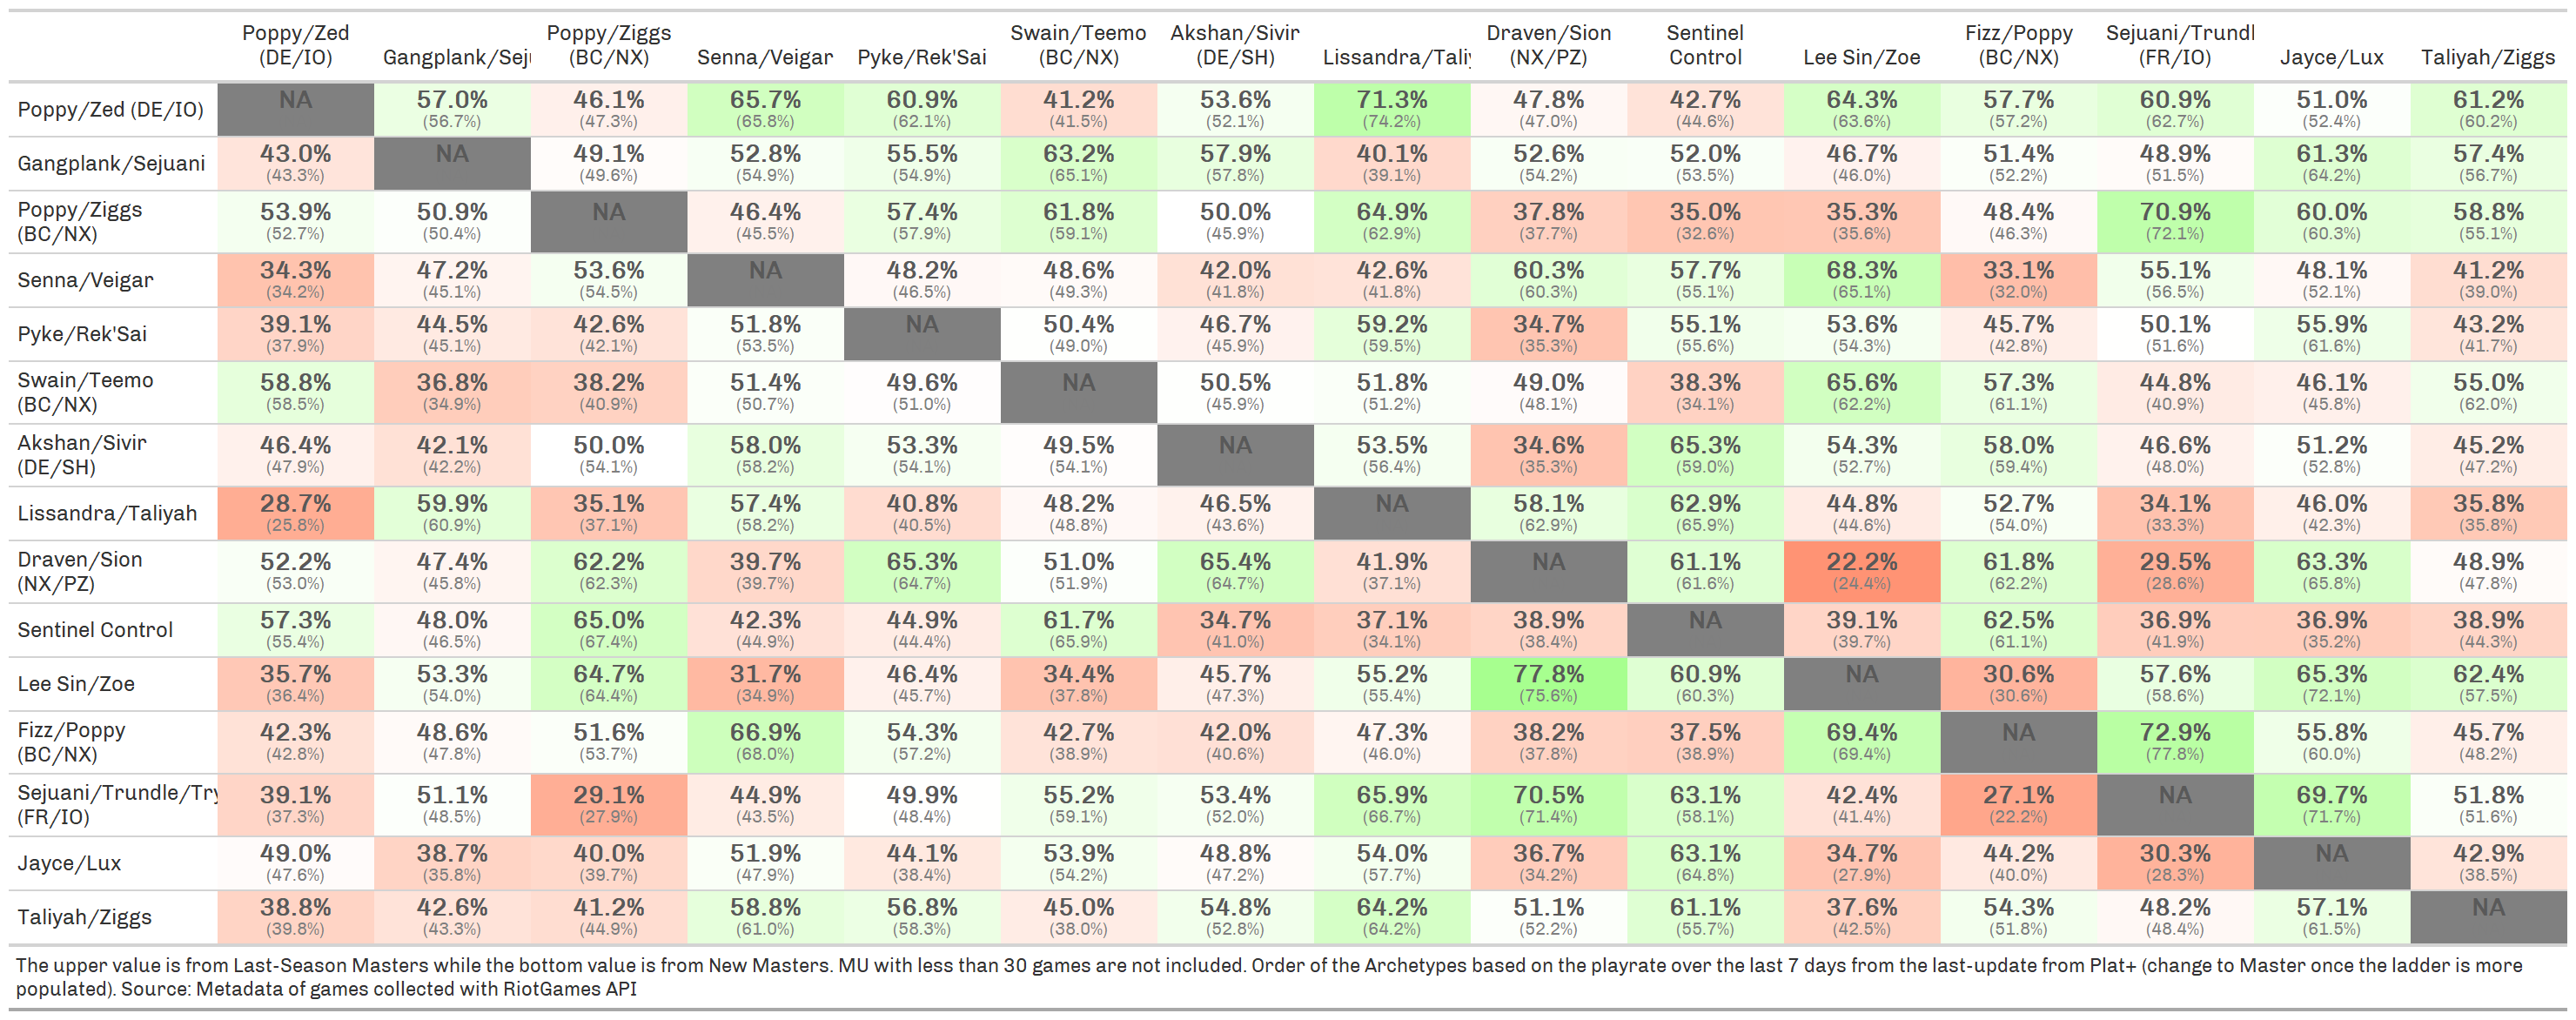 Poppy/Zed (DE/IO) Gangplank/Sej Poppy/Ziggs (BC/NX) Senna/Veigar Pyke/Rek'Sai Swain/Teemo (BC/NX) Akshan/Sivir (DE/SH) Lissandra/Tali Draven/Sion (NX/PZ) Sentinel Control Lee Sin/Zoe Fizz/Poppy (BC/NX) Sejuani/Trundl (FR/IO) Jayce/Lux Taliyah/Ziggs
Poppy/Zed (DE/IO) NA 57.0% 46.1% 65.7% 60.9% 41.2% 53.6% 71.3% 47.8% 42.7% 64.3% 57.7% 60.9% 51.0% 61.2%
(56.7%) (47.3%) (65.8%) (62.1%) (41.5%) (52.1%) (74.2%) (47.0%) (44.6%) (63.6%) (57.2%) (62.7%) (52.4%) (60.2%)
Gangplank/Sejuani 43.0% NA 49.1% 52.8% 55.5% 63.2% 57.9% 40.1% 52.6% 52.0% 46.7% 51.4% 48.9% 61.3% 57.4%
(43.3%) (49.6%) (54.9%) (54.9%) (65.1%) (57.8%) (39.1%) (54.2%) (53.5%) (46.0%) (52.2%) (51.5%) (64.2%) (56.7%)
Poppy/Ziggs 53.9% 50.9% NA 46.4% 57.4% 61.8% 50.0% 64.9% 37.8% 35.0% 35.3% 48.4% 70.9% 60.0% 58.8%
(BC/NX) (52.7%) (50.4%) (45.5%) (57.9%) (59.1%) (45.9%) (62.9%) (37.7%) (32.6%) (35.6%) (46.3%) (72.1%) (60.3%) (55.1%)
Senna/Veigar 34.3% 47.2% 53.6% NA 48.2% 48.6% 42.0% 42.6% 60.3% 57.7% 68.3% 33.1% 55.1% 48.1% 41.2%
(34.2%) (45.1%) (54.5%) (46.5%) (49.3%) (41.8%) (41.8%) (60.3%) (55.1%) (65.1%) (32.0%) (56.5%) (52.1%) (39.0%)
Pyke/Rek'Sai 39.1% 44.5% 42.6% 51.8% NA 50.4% 46.7% 59.2% 34.7% 55.1% 53.6% 45.7% 50.1% 55.9% 43.2%
(37.9%) (45.1%) (42.1%) (53.5%) (49.0%) (45.9%) (59.5%) (35.3%) (55.6%) (54.3%) (42.8%) (51.6%) (61.6%) (41.7%)
Swain/Teemo 58.8% 36.8% 38.2% 51.4% 49.6% NA 50.5% 51.8% 49.0% 38.3% 65.6% 57.3% 44.8% 46.1% 55.0%
(BC/NX) (58.5%) (34.9%) (40.9%) (50.7%) (51.0%) (45.9%) (51.2%) (48.1%) (34.1%) (62.2%) (61.1%) (40.9%) (45.8%) (62.0%)
Akshan/Sivir 46.4% 42.1% 50.0% 58.0% 53.3% 49.5% NA 53.5% 34.6% 65.3% 54.3% 58.0% 46.6% 51.2% 45.2%
(DE/SH) (47.9%) (42.2%) (54.1%) (58.2%) (54.1%) (54.1%) (56.4%) (35.3%) (59.0%) (52.7%) (59.4%) (48.0%) (52.8%) (47.2%)
Lissandra/Taliyah 28.7% 59.9% 35.1% 57.4% 40.8% 48.2% 46.5% NA 58.1% 62.9% 44.8% 52.7% 34.1% 46.0% 35.8%
(25.8%) (60.9%) (37.1%) (58.2%) (40.5%) (48.8%) (43.6%) (62.9%) (65.9%) (44.6%) (54.0%) (33.3%) (42.3%) (35.8%)
Draven/Sion 52.2% 47.4% 62.2% 39.7% 65.3% 51.0% 65.4% 41.9% NA 61.1% 22.2% 61.8% 29.5% 63.3% 48.9%
(NX/PZ) (53.0%) (45.8%) (62.3%) (39.7%) (64.7%) (51.9%) (64.7%) (37.1%) (61.6%) (24.4%) (62.2%) (28.6%) (65.8%) (47.8%)
Sentinel Control 57.3% 48.0% 65.0% 42.3% 44.9% 61.7% 34.7% 37.1% 38.9% NA 39.1% 62.5% 36.9% 36.9% 38.9%
(55.4%) (46.5%) (67.4%) (44.9%) (44.4%) (65.9%) (41.0%) (34.1%) (38.4%) (39.7%) (61.1%) (41.9%) (35.2%) (44.3%)
Lee Sin/Zoe 35.7% 53.3% 64.7% 31.7% 46.4% 34.4% 45.7% 55.2% 77.8% 60.9% NA 30.6% 57.6% 65.3% 62.4%
(36.4%) (54.0%) (64.4%) (34.9%) (45.7%) (37.8%) (47.3%) (55.4%) (75.6%) (60.3%) (30.6%) (58.6%) (72.1%) (57.5%)
Fizz/Poppy 42.3% 48.6% 51.6% 66.9% 54.3% 42.7% 42.0% 47.3% 38.2% 37.5% 69.4% NA 72.9% 55.8% 45.7%
(BC/NX) (42.8%) (47.8%) (53.7%) (68.0%) (57.2%) (38.9%) (40.6%) (46.0%) (37.8%) (38.9%) (69.4%) (77.8%) (60.0%) (48.2%)
Sejuani/Trundle/Try 39.1% 51.1% 29.1% 44.9% 49.9% 55.2% 53.4% 65.9% 70.5% 63.1% 42.4% 27.1% NA 69.7% 51.8%
(FR/IO) (37.3%) (48.5%) (27.9%) (43.5%) (48.4%) (59.1%) (52.0%) (66.7%) (71.4%) (58.1%) (41.4%) (22.2%) (71.7%) (51.6%)
Jayce/Lux 49.0% 38.7% 40.0% 51.9% 44.1% 53.9% 48.8% 54.0% 36.7% 63.1% 34.7% 44.2% 30.3% NA 42.9%
(47.6%) (35.8%) (39.7%) (47.9%) (38.4%) (54.2%) (47.2%) (57.7%) (34.2%) (64.8%) (27.9%) (40.0%) (28.3%) (38.5%)
Taliyah/Ziggs 38.8% 42.6% 41.2% 58.8% 56.8% 45.0% 54.8% 64.2% 51.1% 61.1% 37.6% 54.3% 48.2% 57.1% NA
(39.8%) (43.3%) (44.9%) (61.0%) (58.3%) (38.0%) (52.8%) (64.2%) (52.2%) (55.7%) (42.5%) (51.8%) (48.4%) (61.5%)
The upper value is from Last-Season Masters while the bottom value is from New Masters. MU with less than 30 games are not included. Order of the Archetypes based on the playrate over the last 7 days from the last-update from Plat+ (change to Master once the ladder is more
populated). Source: Metadata of games collected with RiotGames API